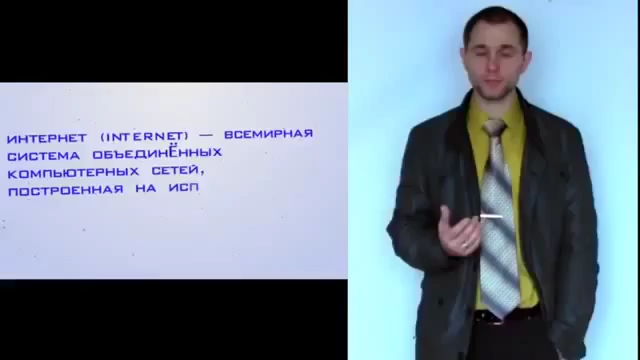 ИНТЕРНЕТ (INTERNET) — ВСЕМИРНАЯ
СИСТЕМА ОБЪЕДИНЁННЫХ
КОМПЬЮТЕРНЫХ СЕТЕЙ,
ПОСТРОЕННАЯ НА ИСП